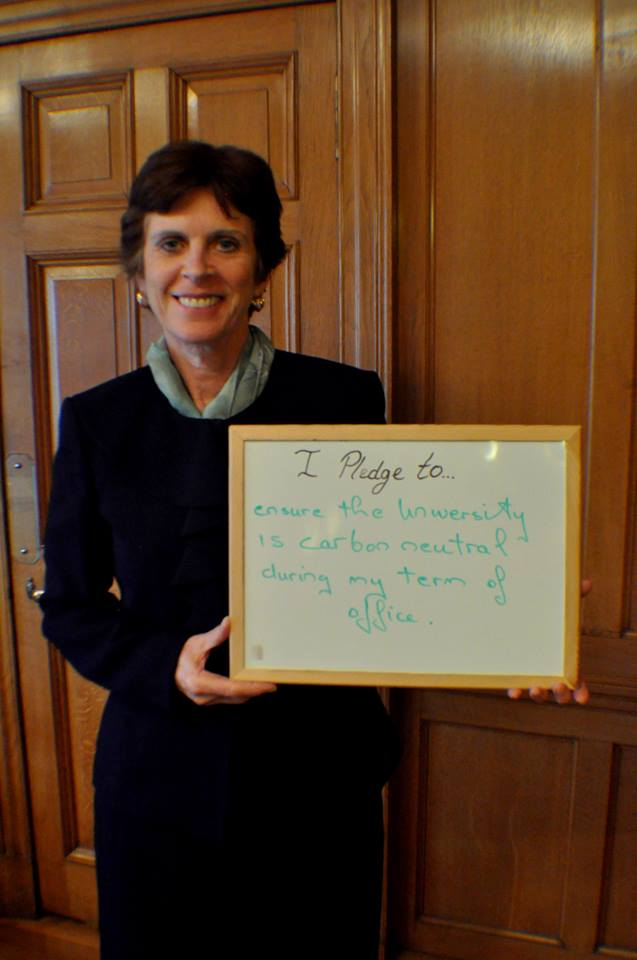 I Pledge to...
ensure the University
is carbon neutral
during my term of
office.